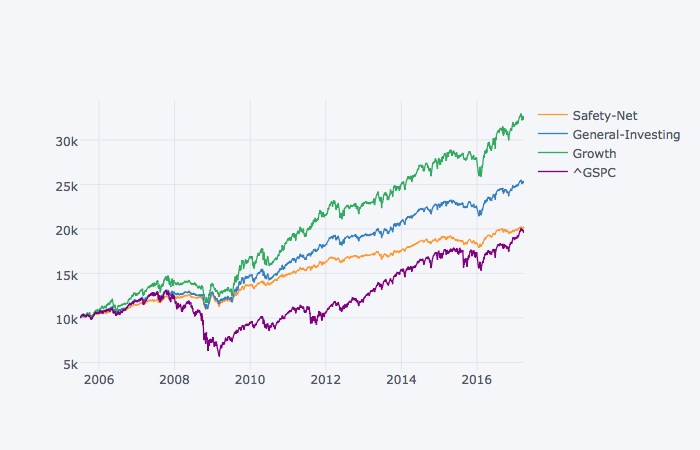 30k
25k
20k
15k
10k
5k
2006 2008 2010 2012 2014 2016
Safety-Net
General-Investing
Growth
^GSPC